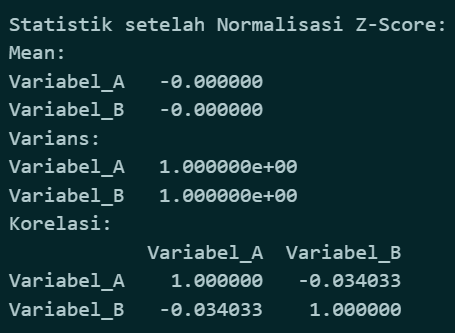 Statistik setelah Normalisasi Z-Score:
Mean:
Variabel_A   -0.000000
Variabel_B   -0.000000
Varians:
Variabel_A   1.000000e+00
Variabel_B   1.000000e+00
Korelasi:
            Variabel_A  Variabel_B
Variabel_A    1.000000   -0.034033
Variabel_B   -0.034033    1.000000